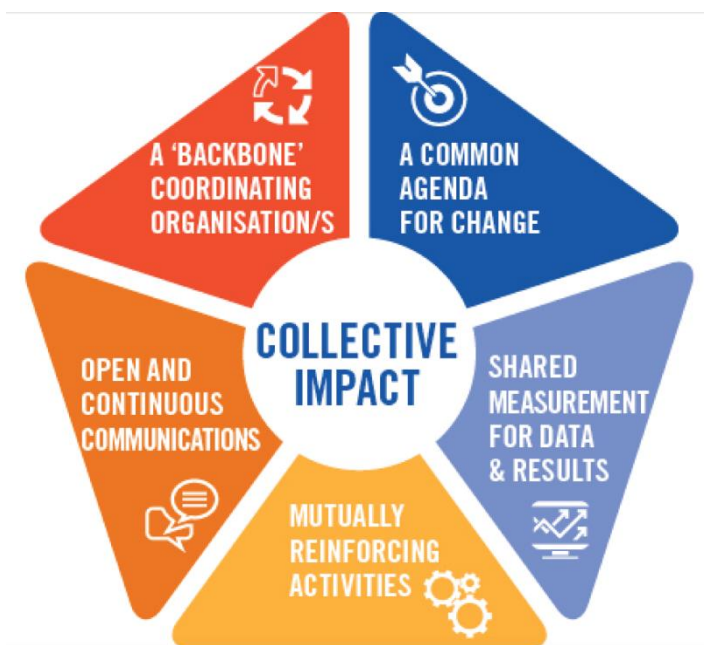 A ‘BACKBONE’
COORDINATING
ORGANISATION/S
A COMMON
AGENDA
FOR CHANGE
COLLECTIVE
IMPACT
OPEN AND
CONTINUOUS
COMMUNICATIONS
SHARED
MEASUREMENT
FOR DATA
& RESULTS
MUTUALLY
REINFORCING
ACTIVITIES